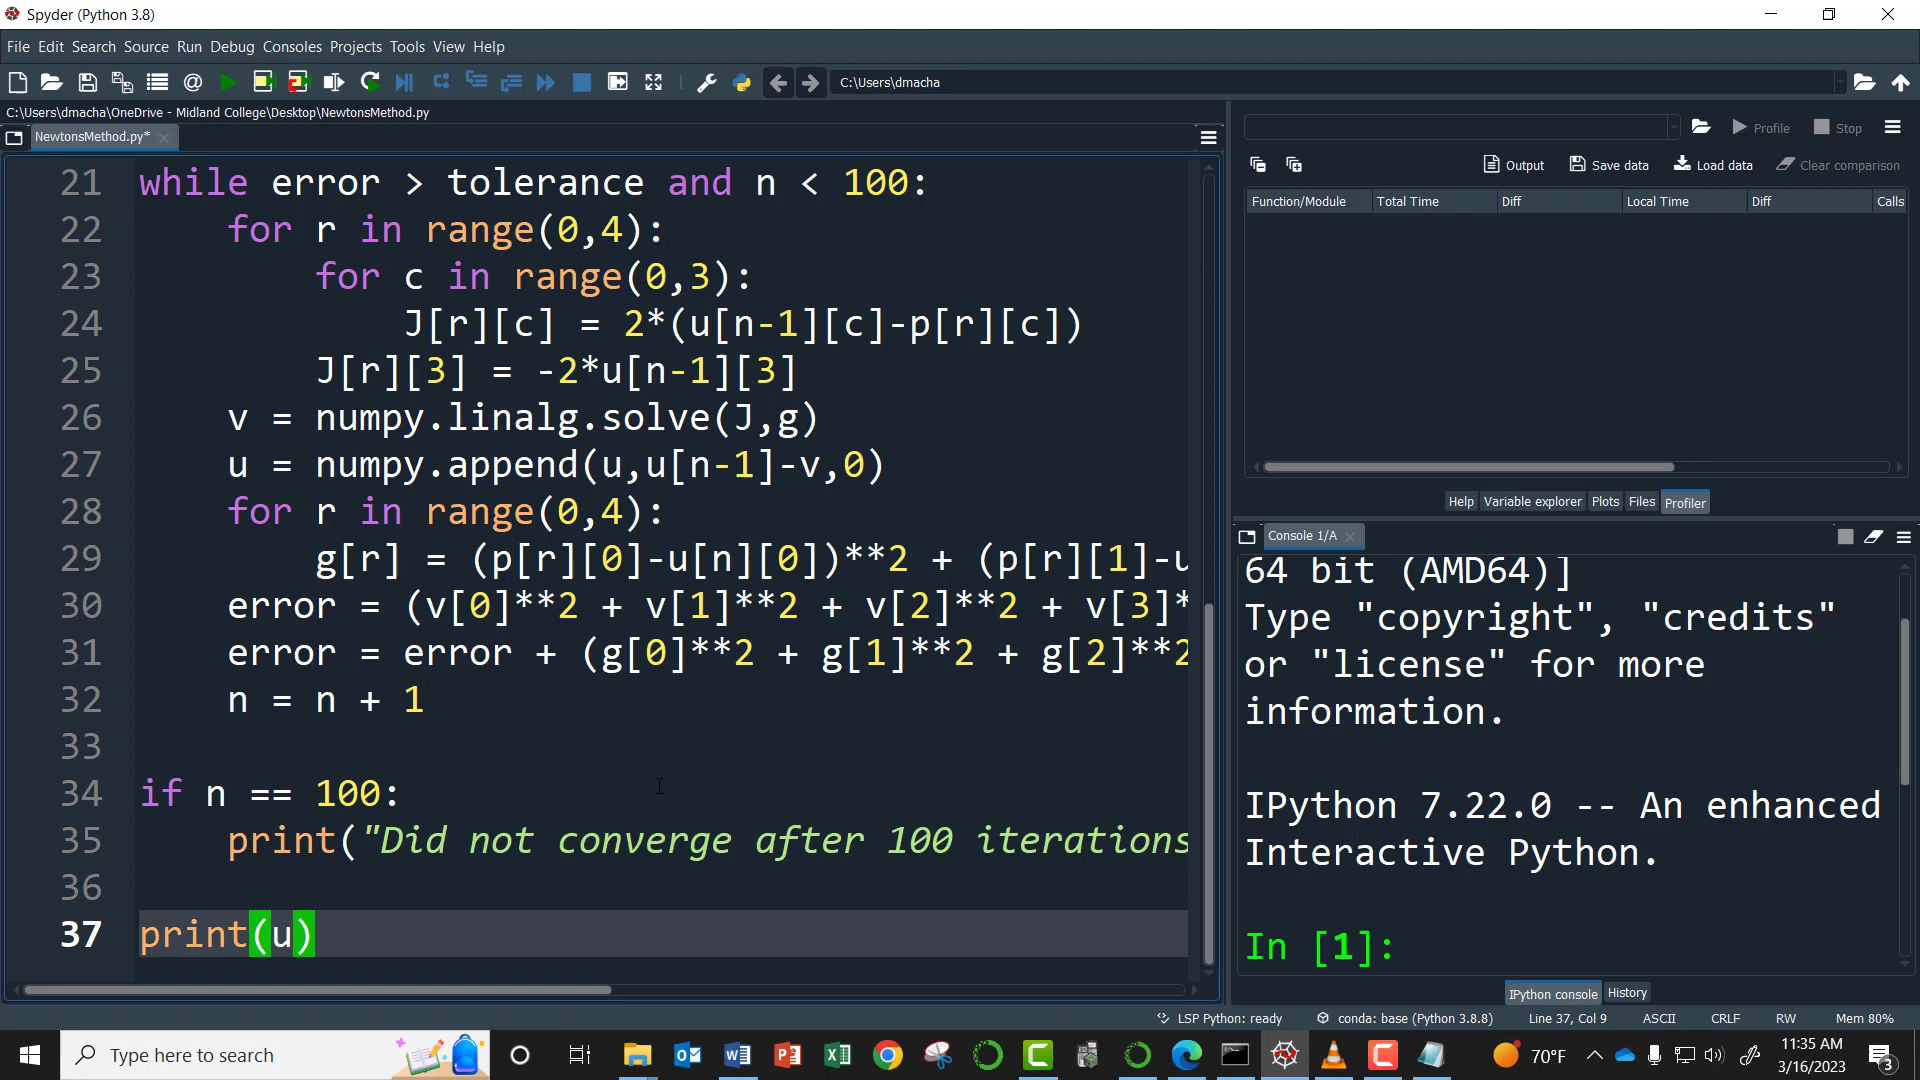 Spyder (Python 3.8)
File Edit Search Source Run Debug Consoles Projects Tools View Help
C:\Users\dmacha
C:\Users\dmacha\OneDrive - Midland College\Desktop\NewtonsMethod.py
NewtonsMethod.py*
21 while error > tolerance and n < 100:
22 for r in range(0,4):
23 for c in range(0,3):
24 J[r][c] = 2*(u[n-1][c]-p[r][c])
25 J[r][3] = -2*u[n-1][3]
26 v = numpy.linalg.solve(J,g)
27 u = numpy.append(u,u[n-1]-v,0)
28 for r in range(0,4):
29 g[r] = (p[r][0]-u[n][0])**2 + (p[r][1]-u
30 error = (v[0]**2 + v[1]**2 + v[2]**2 + v[3]*
31 error = error + (g[0]**2 + g[1]**2 + g[2]**2
32 n = n + 1
33
34 if n == 100:
35 print("Did not converge after 100 iterations
36
37 print(u)
Profile Stop
Output Save data Load data Clear comparison
Function/Module Total Time Diff Local Time Diff Calls
Help Variable explorer Plots Files Profiler
Console 1/A
64 bit (AMD64)]
Type "copyright", "credits"
or "license" for more
information.
IPython 7.22.0 -- An enhanced
Interactive Python.
In [1]:
IPython console History
LSP Python: ready conda: base (Python 3.8.8) Line 37, Col 9 ASCII CRLF RW Mem 80%
Type here to search
70°F
11:35 AM
3/16/2023
3